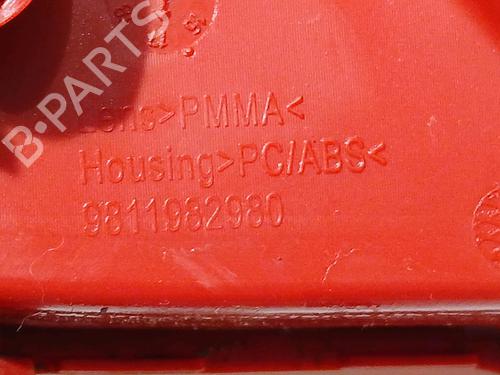 B-PARTS
Lens>PMMA<
Housing>PC/ABS<
9811982980